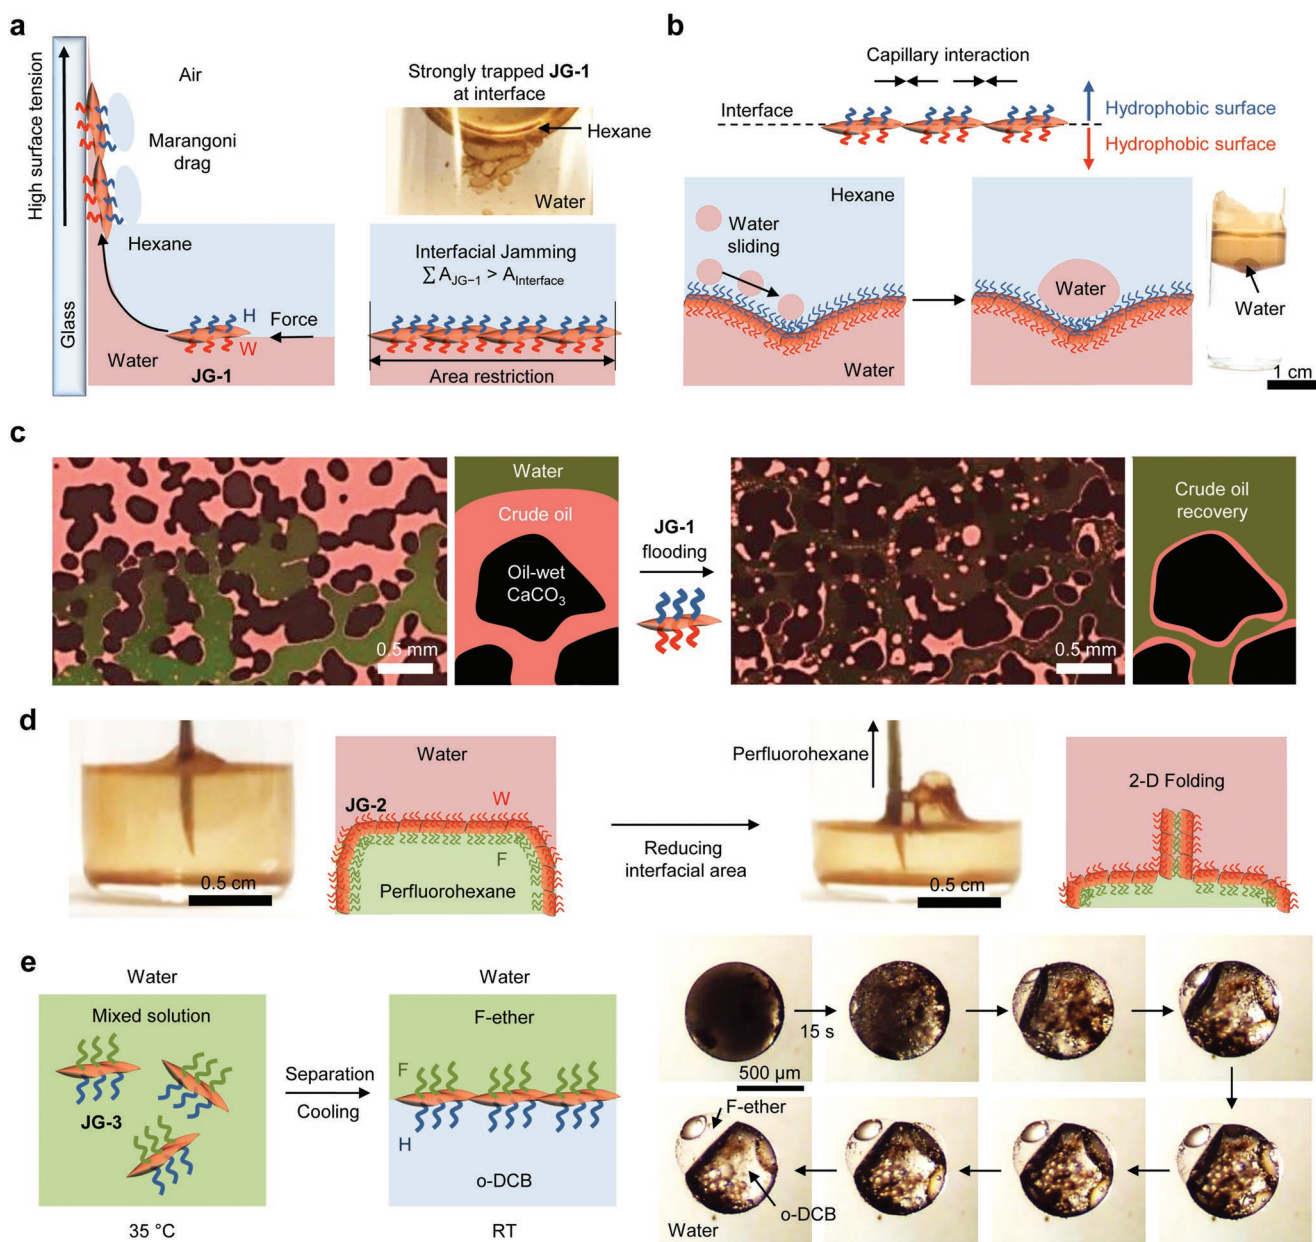 a
High surface tension
Glass
Air
Marangoni
drag
Hexane
H
W
Force
Water
JG-1
Strongly trapped JG-1
at interface
Hexane
Water
Interfacial Jamming
∑ A_JG−1 > A_Interface
Area restriction
b
Capillary interaction
Interface
Hydrophobic surface
Hydrophobic surface
Hexane
Water
sliding
Water
Water
Water
1 cm
c
0.5 mm
Water
Crude oil
Oil-wet
CaCO₃
JG-1
flooding
0.5 mm
Crude oil
recovery
d
0.5 cm
Water
JG-2
W
F
Perfluorohexane
Reducing
interfacial area
Perfluorohexane
0.5 cm
2-D Folding
e
Water
Mixed solution
JG-3
35 °C
Separation
Cooling
Water
F-ether
F
H
o-DCB
RT
15 s
500 µm
F-ether
o-DCB
Water